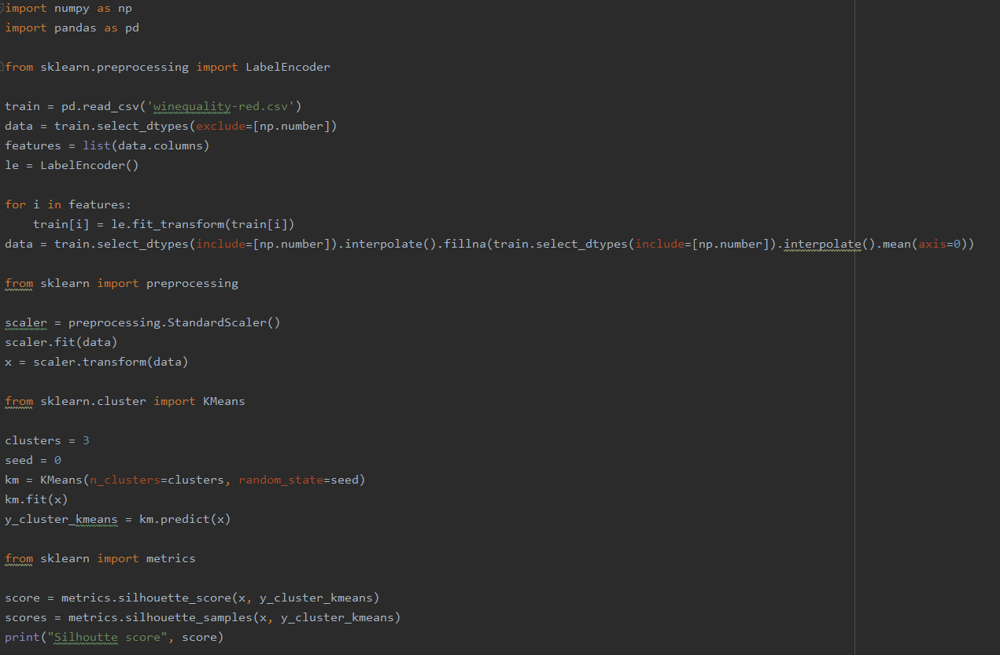 import numpy as np
import pandas as pd
from sklearn.preprocessing import LabelEncoder
train = pd.read_csv('winequality-red.csv')
data = train.select_dtypes(exclude=[np.number])
features = list(data.columns)
le = LabelEncoder()
for i in features:
    train[i] = le.fit_transform(train[i])
data = train.select_dtypes(include=[np.number]).interpolate().fillna(train.select_dtypes(include=[np.number]).interpolate().mean(axis=0))
from sklearn import preprocessing
scaler = preprocessing.StandardScaler()
scaler.fit(data)
x = scaler.transform(data)
from sklearn.cluster import KMeans
clusters = 3
seed = 0
km = KMeans(n_clusters=clusters, random_state=seed)
km.fit(x)
y_cluster_kmeans = km.predict(x)
from sklearn import metrics
score = metrics.silhouette_score(x, y_cluster_kmeans)
scores = metrics.silhouette_samples(x, y_cluster_kmeans)
print("Silhoutte score", score)